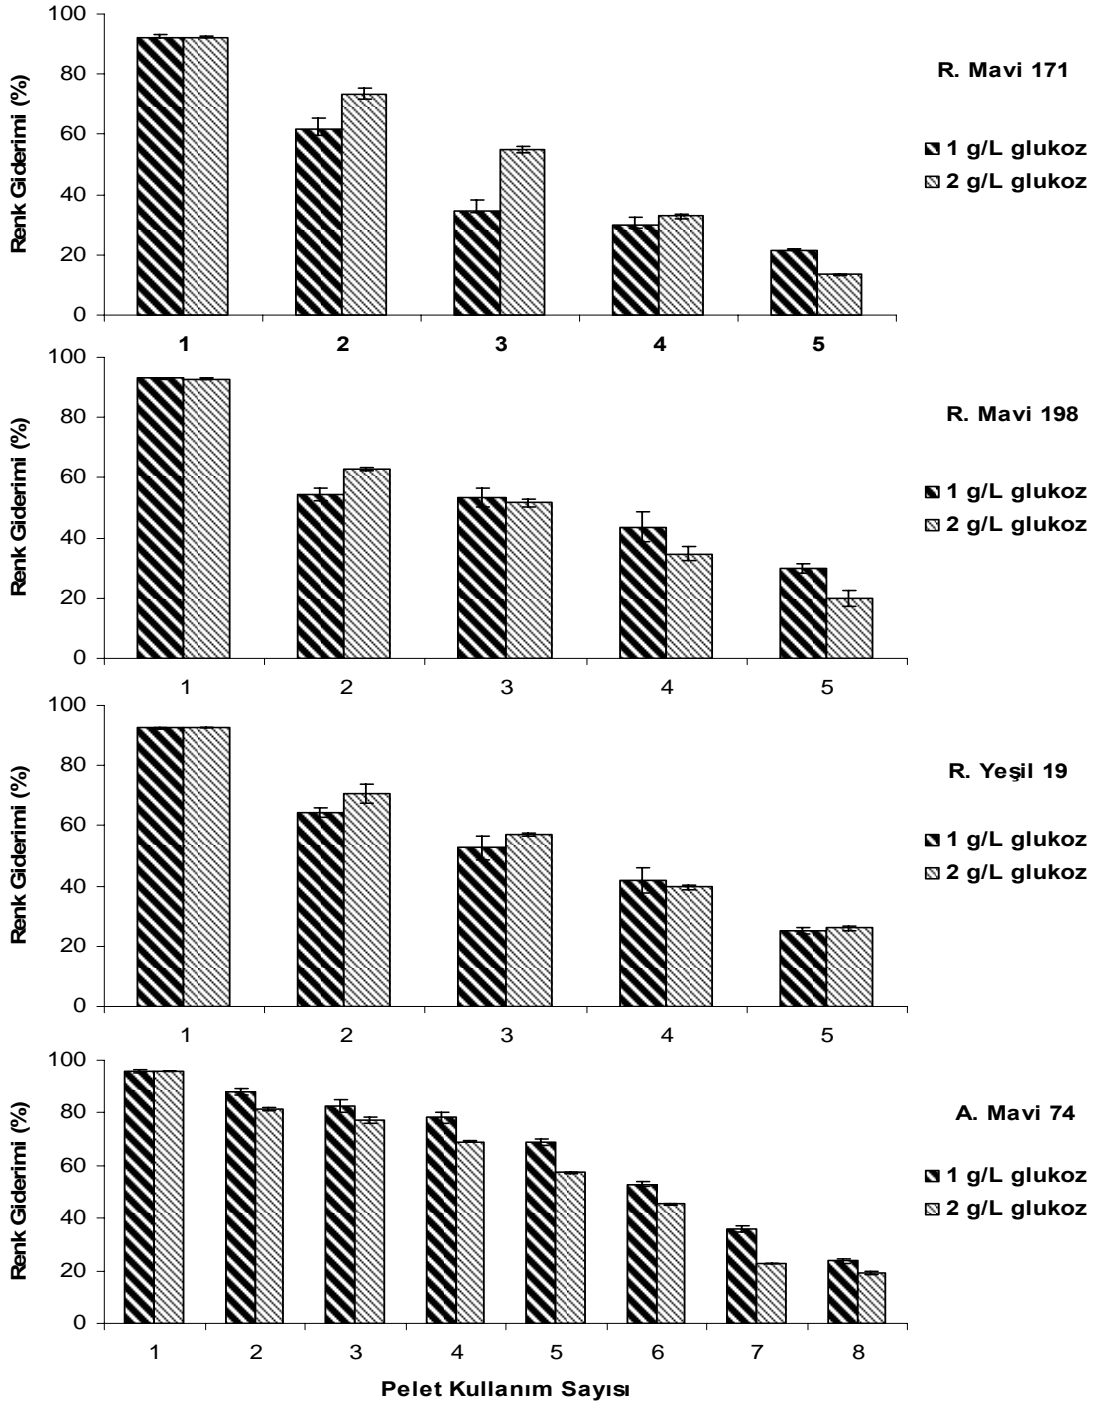 Renk Giderimi (%)
100
80
60
40
20
0
1 2 3 4 5
R. Mavi 171
1 g/L glukoz
2 g/L glukoz
Renk Giderimi (%)
100
80
60
40
20
0
1 2 3 4 5
R. Mavi 198
1 g/L glukoz
2 g/L glukoz
Renk Giderimi (%)
100
80
60
40
20
0
1 2 3 4 5
R. Yeşil 19
1 g/L glukoz
2 g/L glukoz
Renk Giderimi (%)
100
80
60
40
20
0
1 2 3 4 5 6 7 8
A. Mavi 74
1 g/L glukoz
2 g/L glukoz
Pelet Kullanım Sayısı